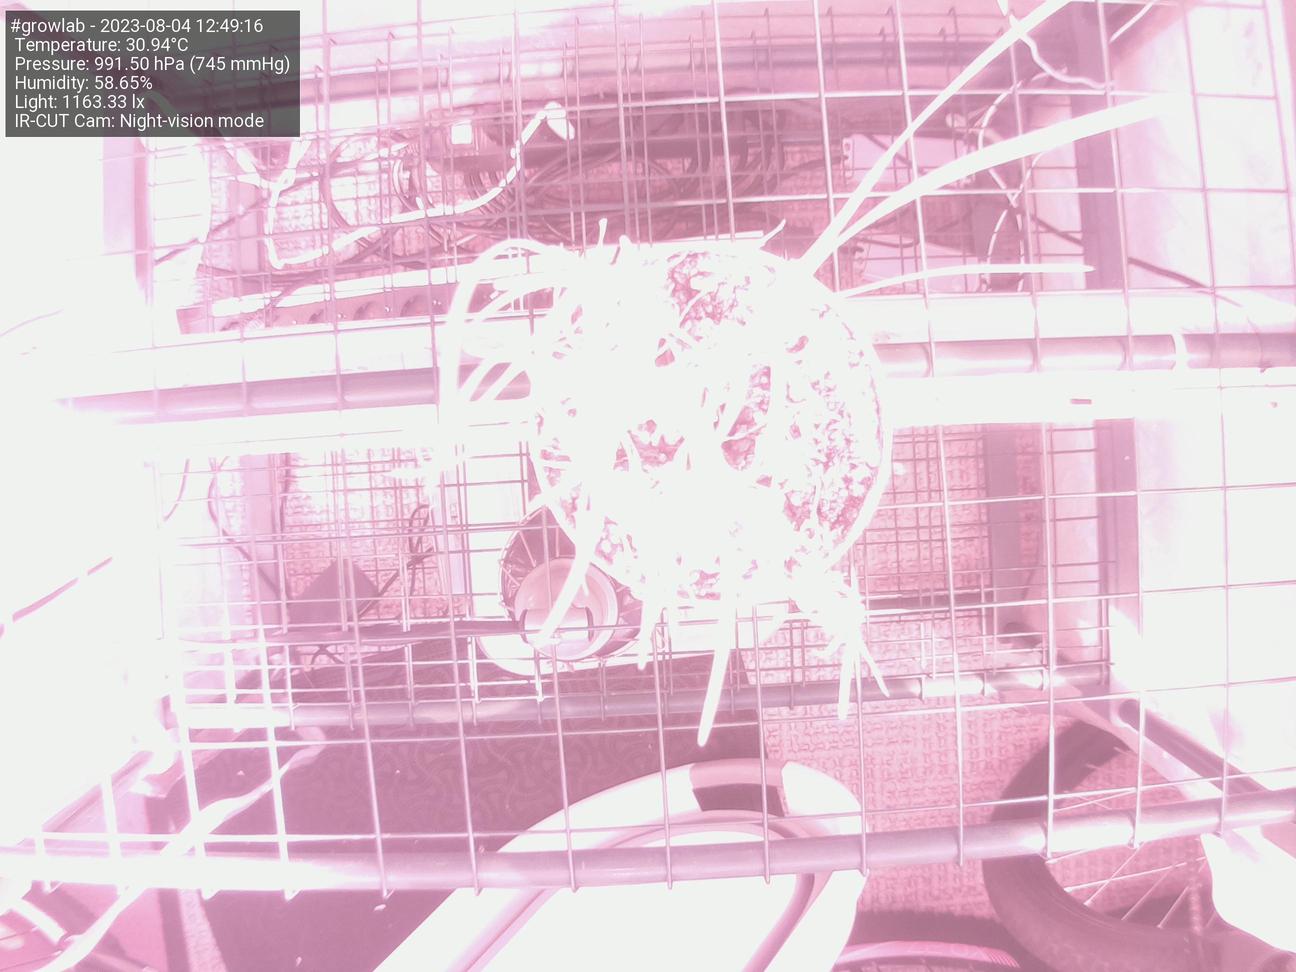 #growlab - 2023-08-04 12:49:16
Temperature: 30.94°C
Pressure: 991.50 hPa (745 mmHg)
Humidity: 58.65%
Light: 1163.33 lx
IR-CUT Cam: Night-vision mode